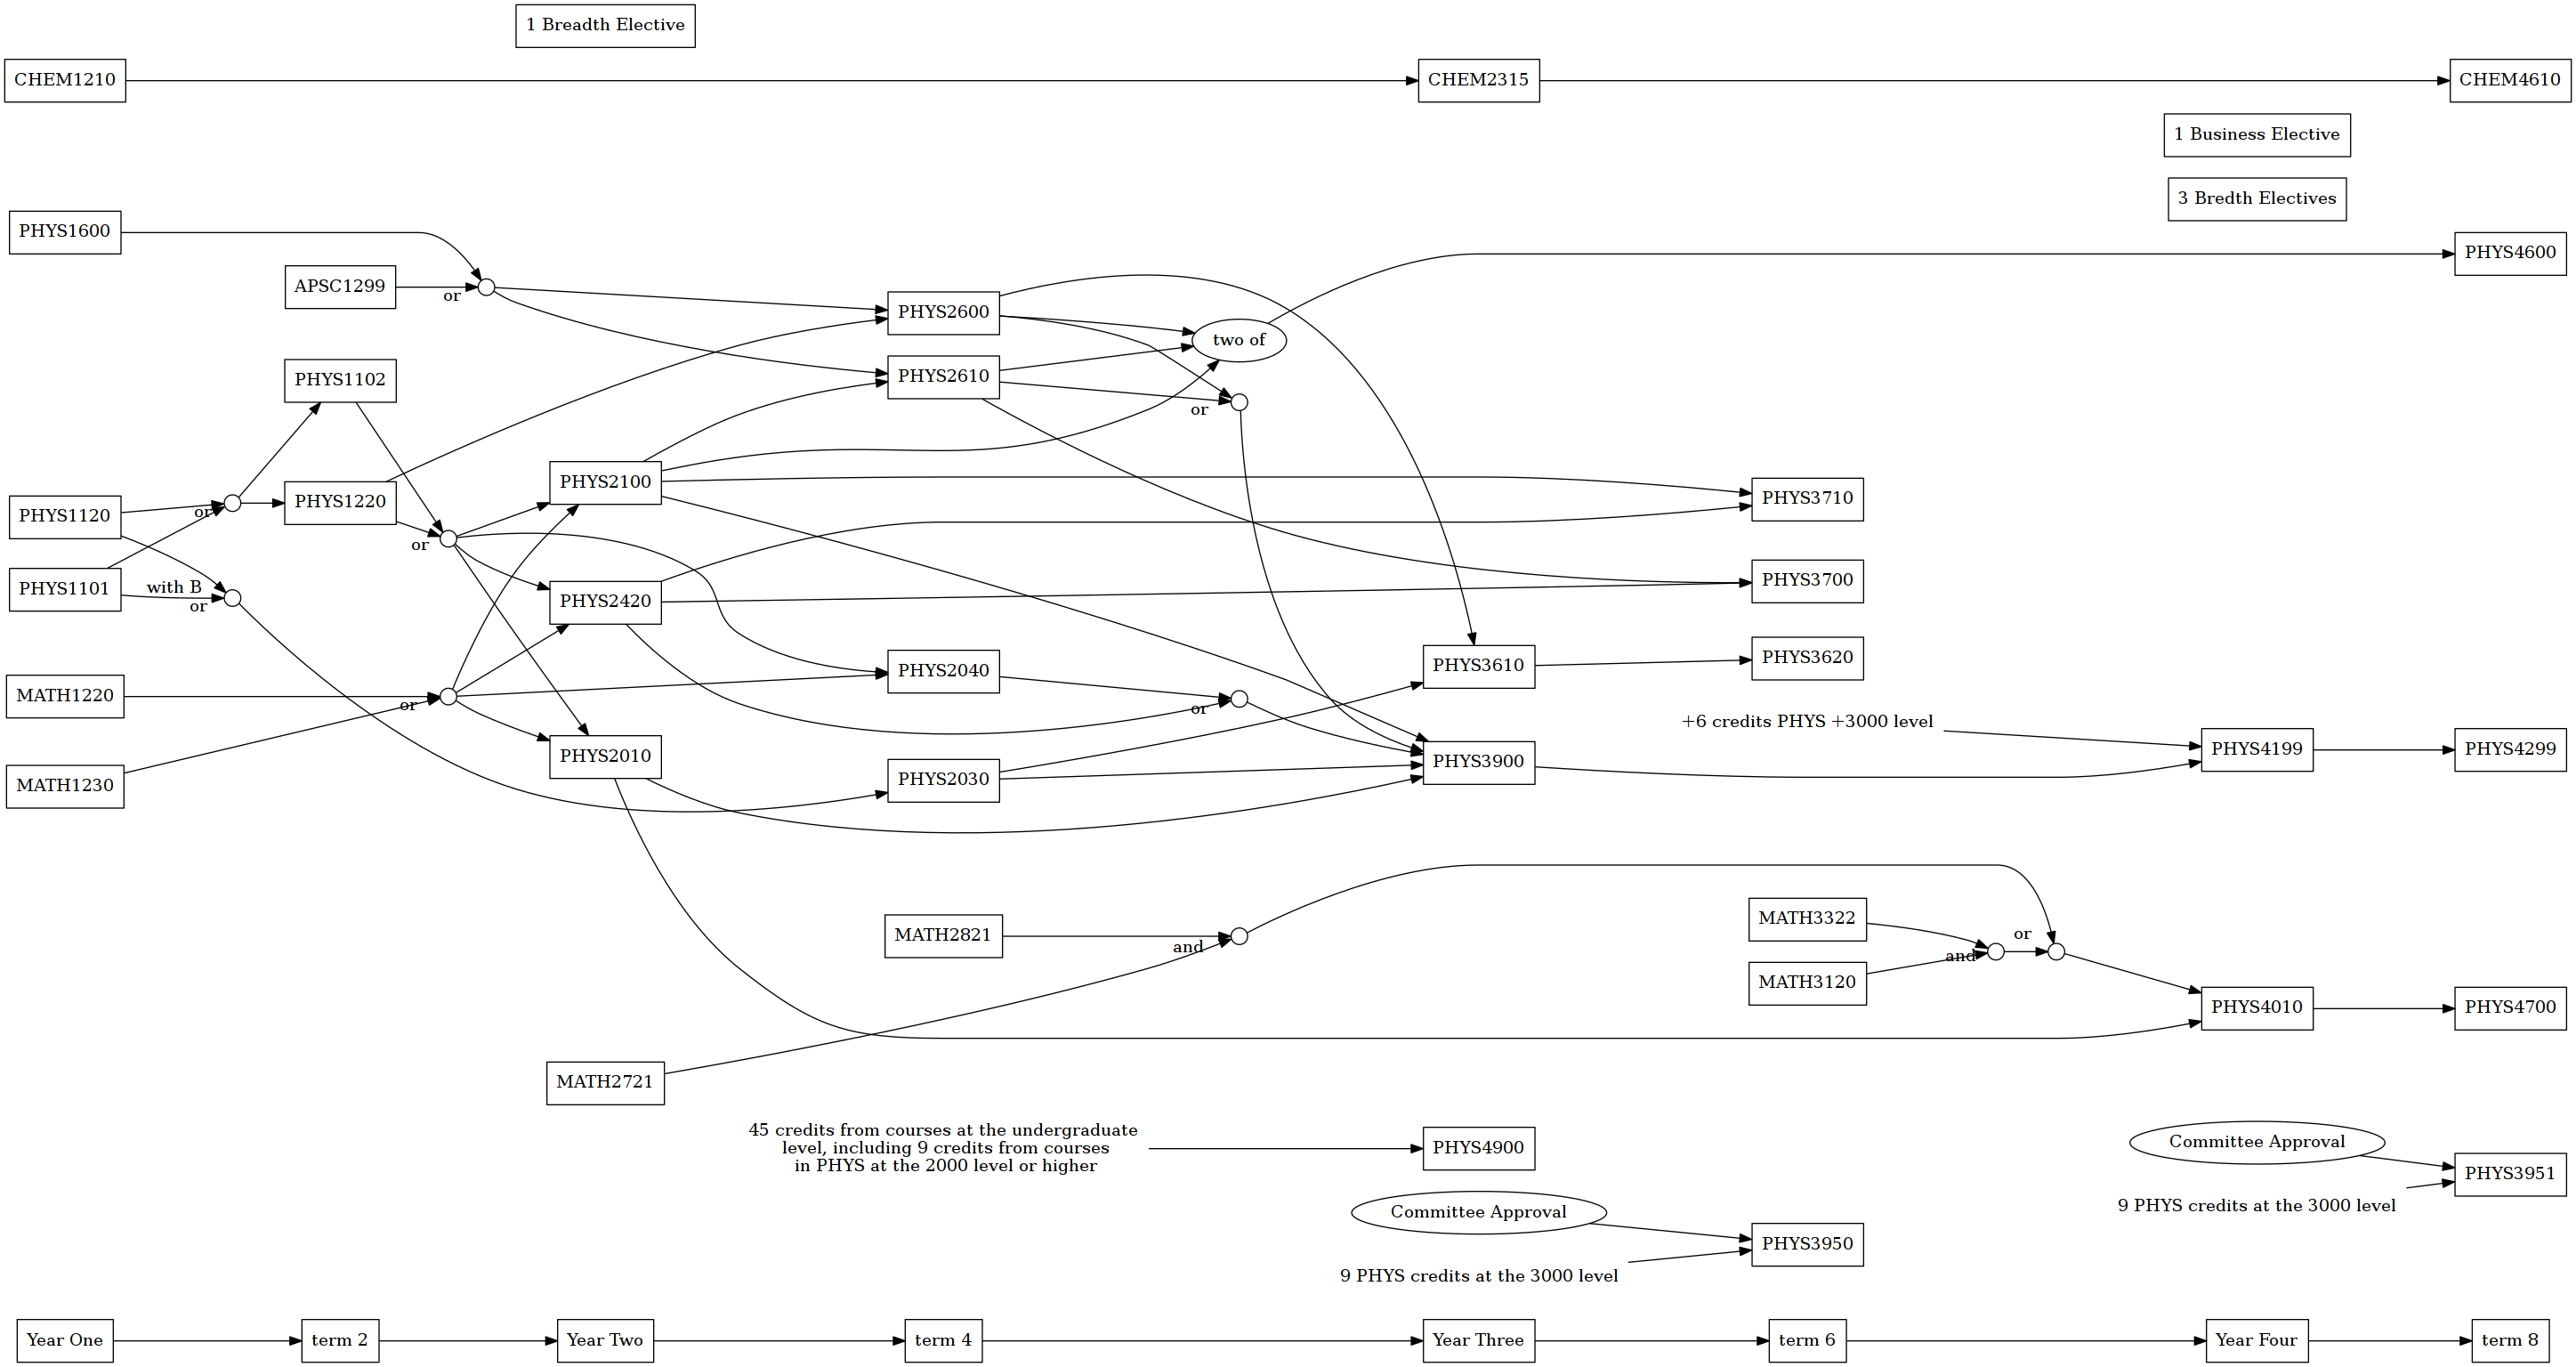 1 Breadth Elective
CHEM1210
CHEM2315
CHEM4610
1 Business Elective
3 Bredth Electives
PHYS1600
PHYS4600
APSC1299
or
PHYS2600
two of
PHYS1102
PHYS2610
or
PHYS2100
PHYS1220
PHYS3710
PHYS1120
or
or
PHYS1101
with B
or
PHYS2420
PHYS3700
PHYS2040
PHYS3610
PHYS3620
MATH1220
or
or
+6 credits PHYS +3000 level
PHYS2010
PHYS3900
PHYS4199
PHYS4299
MATH1230
PHYS2030
MATH2821
and
MATH3322
or
and
MATH3120
PHYS4010
PHYS4700
MATH2721
45 credits from courses at the undergraduate
level, including 9 credits from courses
in PHYS at the 2000 level or higher
PHYS4900
Committee Approval
PHYS3951
9 PHYS credits at the 3000 level
Committee Approval
PHYS3950
9 PHYS credits at the 3000 level
Year One
term 2
Year Two
term 4
Year Three
term 6
Year Four
term 8